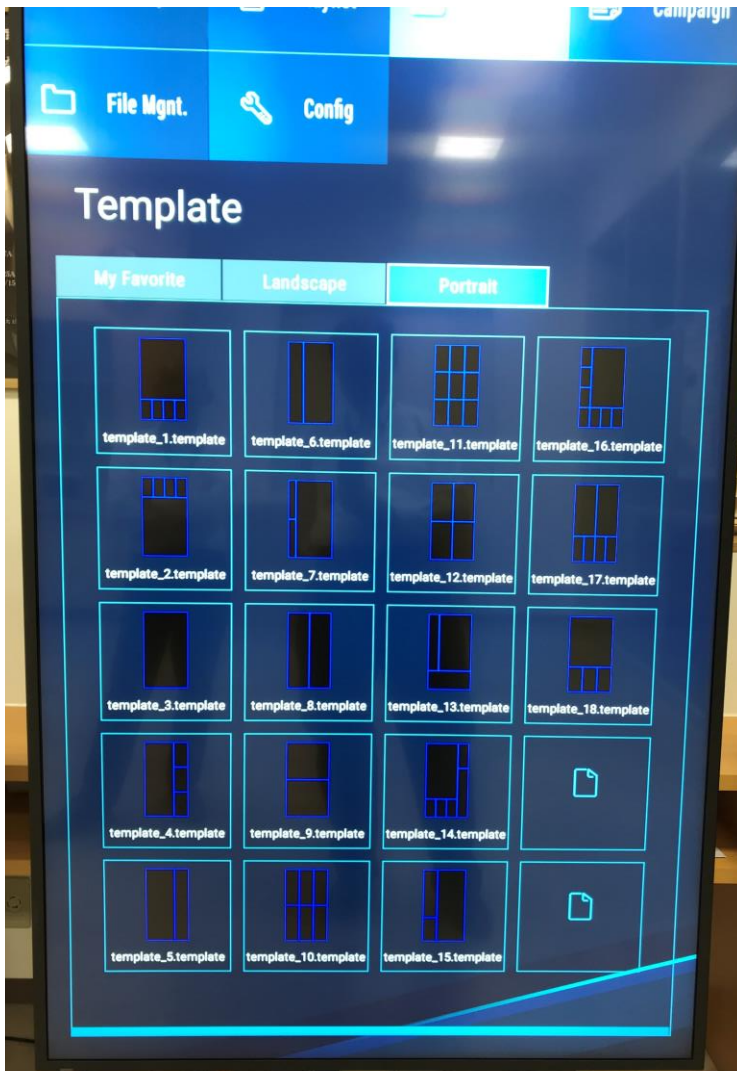 Campaign
File Mgnt.
Config
Template
My Favorite
Landscape
Portrait
template_1.template
template_6.template
template_11.template
template_16.template
template_2.template
template_7.template
template_12.template
template_17.template
template_3.template
template_8.template
template_13.template
template_18.template
template_4.template
template_9.template
template_14.template
template_5.template
template_10.template
template_15.template